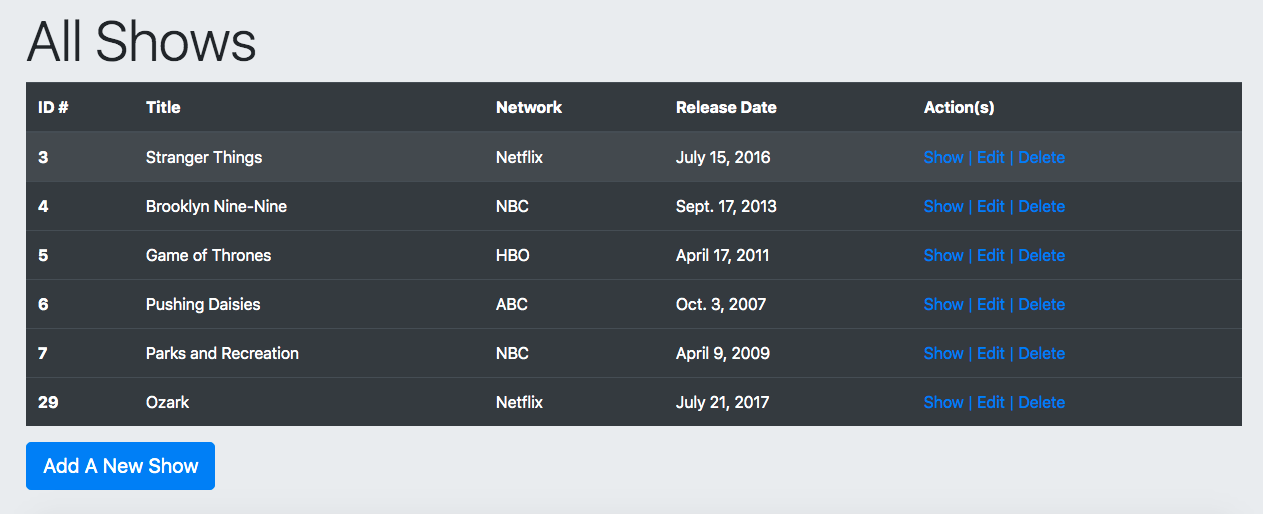 All Shows
ID # Title Network Release Date Action(s)
3 Stranger Things Netflix July 15, 2016 Show | Edit | Delete
4 Brooklyn Nine-Nine NBC Sept. 17, 2013 Show | Edit | Delete
5 Game of Thrones HBO April 17, 2011 Show | Edit | Delete
6 Pushing Daisies ABC Oct. 3, 2007 Show | Edit | Delete
7 Parks and Recreation NBC April 9, 2009 Show | Edit | Delete
29 Ozark Netflix July 21, 2017 Show | Edit | Delete
Add A New Show